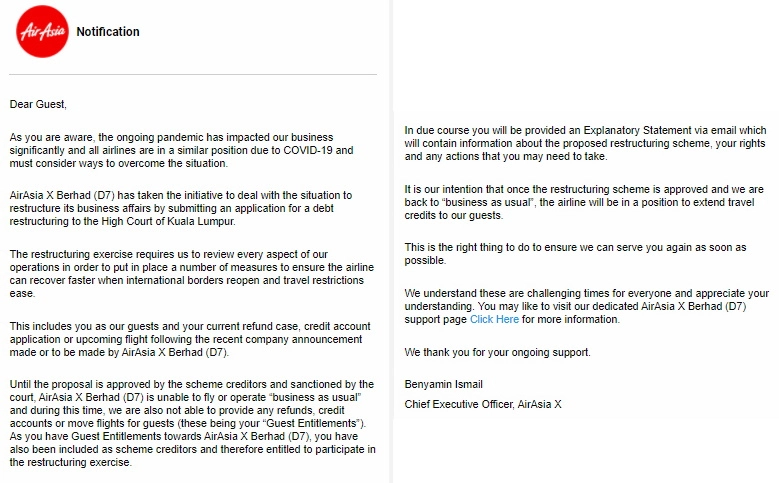 AirAsia
Notification
Dear Guest,
As you are aware, the ongoing pandemic has impacted our business
significantly and all airlines are in a similar position due to COVID-19 and
must consider ways to overcome the situation.
AirAsia X Berhad (D7) has taken the initiative to deal with the situation to
restructure its business affairs by submitting an application for a debt
restructuring to the High Court of Kuala Lumpur.
The restructuring exercise requires us to review every aspect of our
operations in order to put in place a number of measures to ensure the airline
can recover faster when international borders reopen and travel restrictions
ease.
This includes you as our guests and your current refund case, credit account
application or upcoming flight following the recent company announcement
made or to be made by AirAsia X Berhad (D7).
Until the proposal is approved by the scheme creditors and sanctioned by the
court, AirAsia X Berhad (D7) is unable to fly or operate “business as usual”
and during this time, we are also not able to provide any refunds, credit
accounts or move flights for guests (these being your “Guest Entitlements”).
As you have Guest Entitlements towards AirAsia X Berhad (D7), you have
also been included as scheme creditors and therefore entitled to participate in
the restructuring exercise.
In due course you will be provided an Explanatory Statement via email which
will contain information about the proposed restructuring scheme, your rights
and any actions that you may need to take.
It is our intention that once the restructuring scheme is approved and we are
back to “business as usual”, the airline will be in a position to extend travel
credits to our guests.
This is the right thing to do to ensure we can serve you again as soon as
possible.
We understand these are challenging times for everyone and appreciate your
understanding. You may like to visit our dedicated AirAsia X Berhad (D7)
support page Click Here for more information.
We thank you for your ongoing support.
Benyamin Ismail
Chief Executive Officer, AirAsia X